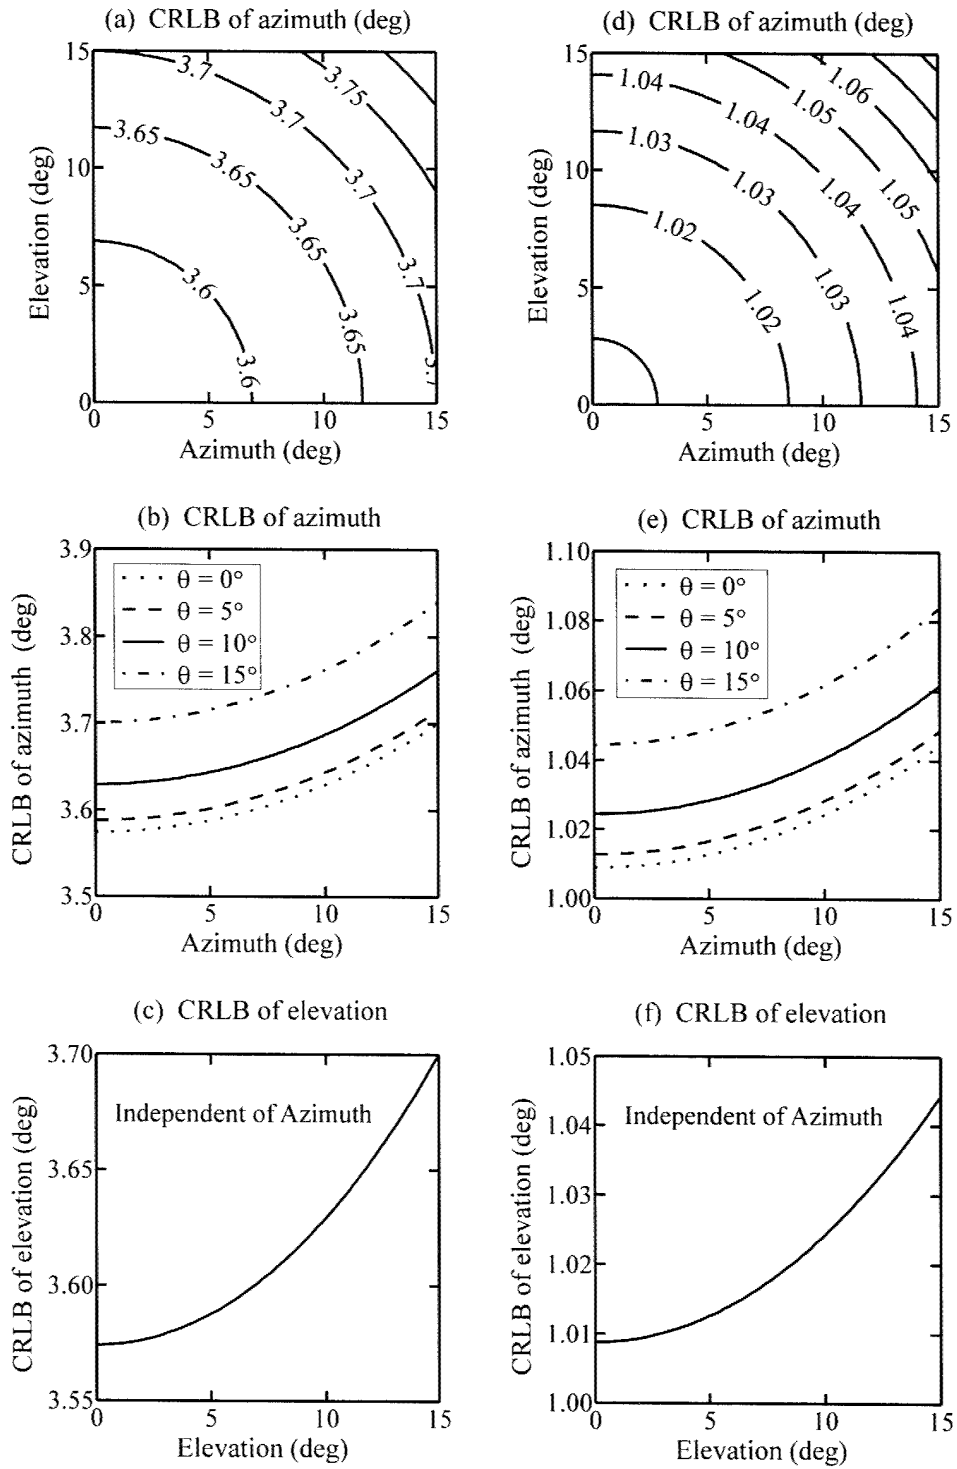 (a) CRLB of azimuth (deg)
15
10
5
0
0
5
10
15
Elevation (deg)
Azimuth (deg)
3.7
3.75
3.7
3.65
3.65
3.7
3.65
3.7
3.6
3.65
3.6
3.7
(d) CRLB of azimuth (deg)
15
10
5
0
0
5
10
15
Elevation (deg)
Azimuth (deg)
1.04
1.05
1.06
1.04
1.03
1.03
1.04
1.05
1.02
1.03
1.02
1.04
(b) CRLB of azimuth
3.9
3.8
3.7
3.6
3.5
0
5
10
15
CRLB of azimuth (deg)
Azimuth (deg)
θ = 0°
θ = 5°
θ = 10°
θ = 15°
(e) CRLB of azimuth
1.10
1.08
1.06
1.04
1.02
1.00
0
5
10
15
CRLB of azimuth (deg)
Azimuth (deg)
θ = 0°
θ = 5°
θ = 10°
θ = 15°
(c) CRLB of elevation
3.70
3.65
3.60
3.55
0
5
10
15
CRLB of elevation (deg)
Elevation (deg)
Independent of Azimuth
(f) CRLB of elevation
1.05
1.04
1.03
1.02
1.01
1.00
0
5
10
15
CRLB of elevation (deg)
Elevation (deg)
Independent of Azimuth